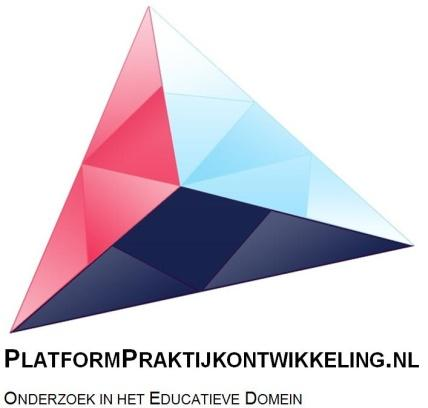 PLATFORMPRAKTIJKONTWIKKELING.NL
ONDERZOEK IN HET EDUCATIEVE DOMEIN